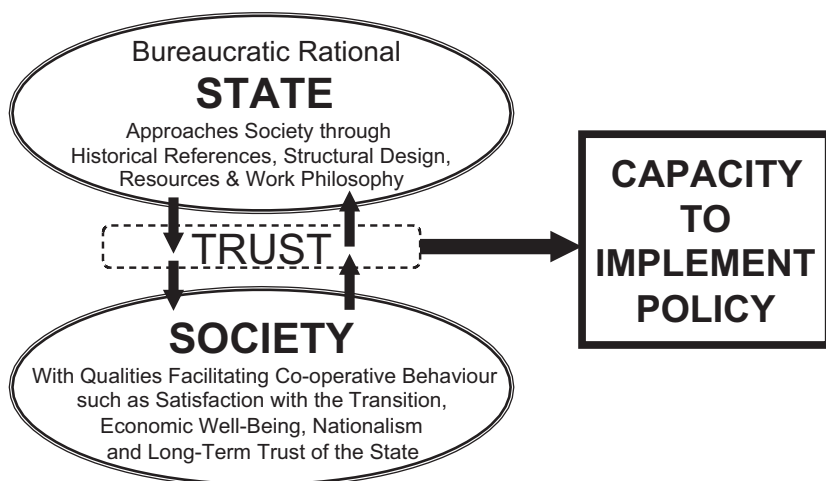 Bureaucratic Rational
STATE
Approaches Society through
Historical References, Structural Design,
Resources & Work Philosophy
TRUST
SOCIETY
With Qualities Facilitating Co-operative Behaviour
such as Satisfaction with the Transition,
Economic Well-Being, Nationalism
and Long-Term Trust of the State
CAPACITY
TO
IMPLEMENT
POLICY